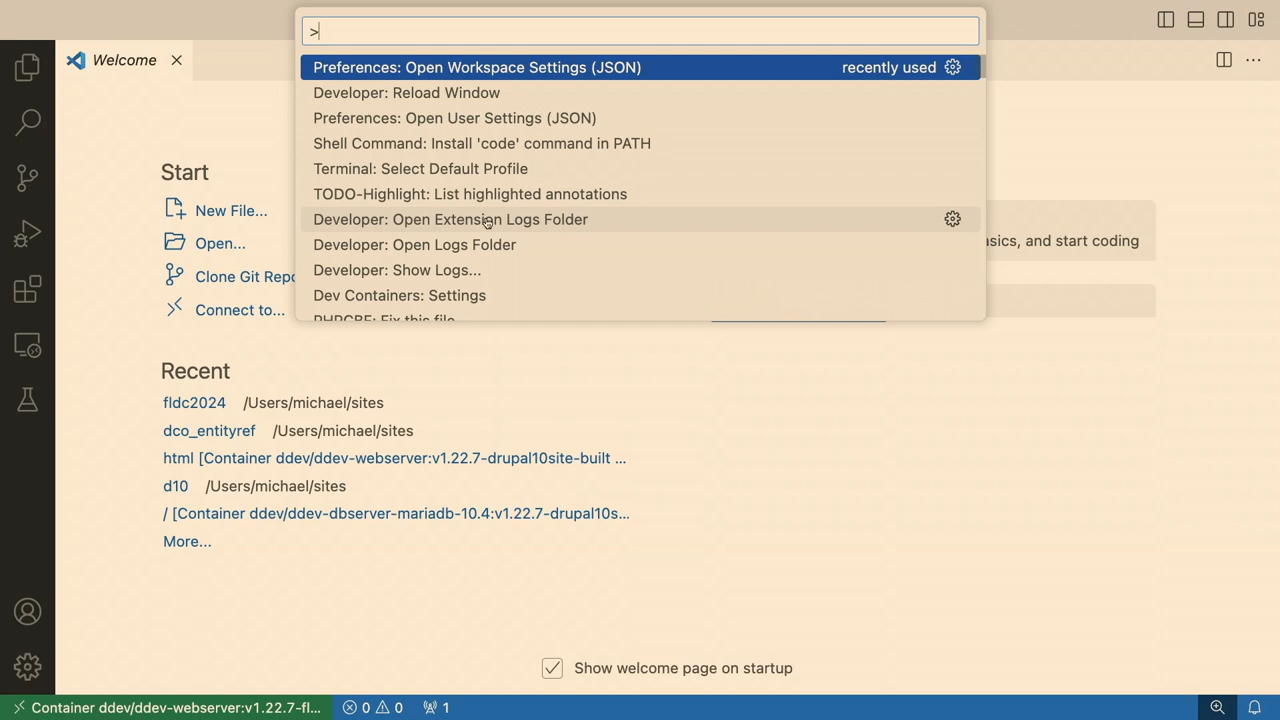 >
Welcome
Preferences: Open Workspace Settings (JSON) recently used
Developer: Reload Window
Preferences: Open User Settings (JSON)
Shell Command: Install 'code' command in PATH
Terminal: Select Default Profile
TODO-Highlight: List highlighted annotations
Developer: Open Extension Logs Folder
Developer: Open Logs Folder
Developer: Show Logs...
Dev Containers: Settings
PHPCBF: Fix this file
Start
New File...
Open...
asics, and start coding
Clone Git Repo
Connect to...
Recent
fldc2024 /Users/michael/sites
dco_entityref /Users/michael/sites
html [Container ddev/ddev-webserver:v1.22.7-drupal10site-built ...
d10 /Users/michael/sites
/ [Container ddev/ddev-dbserver-mariadb-10.4:v1.22.7-drupal10s...
More...
Show welcome page on startup
Container ddev/ddev-webserver:v1.22.7-fl... 0 0 1